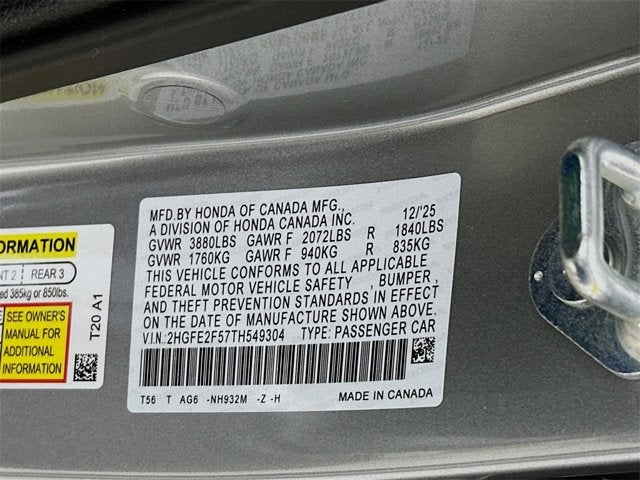 MFD.BY HONDA OF CANADA MFG., 12/'25
A DIVISION OF HONDA CANADA INC.
GVWR 3880LBS GAWR F 2072LBS R 1840LBS
GVWR 1760KG GAWR F 940KG R 835KG
THIS VEHICLE CONFORMS TO ALL APPLICABLE
FEDERAL MOTOR VEHICLE SAFETY , BUMPER,
AND THEFT PREVENTION STANDARDS IN EFFECT
ON THE DATE OF MANUFACTURE SHOWN ABOVE.
V.I.N.:2HGFE2F57TH549304 TYPE: PASSENGER CAR
T56 T AG6 -NH932M -Z -H MADE IN CANADA
ORMATION
NT 2 REAR 3
ed 385kg or 850lbs.
SEE OWNER'S
MANUAL FOR
ADDITIONAL
INFORMATION
T20 A1